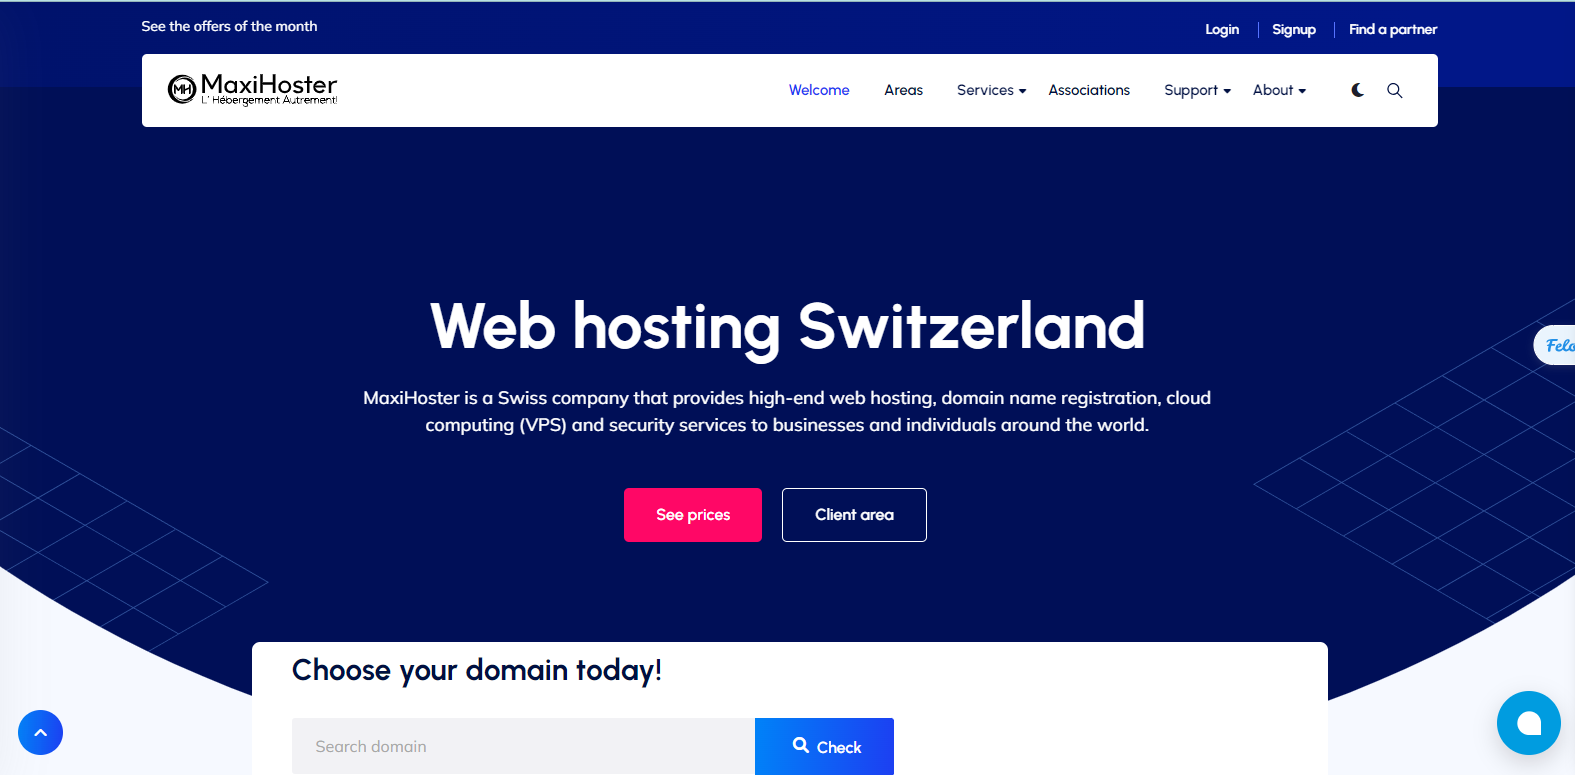 See the offers of the month
Login
Signup
Find a partner
MH
MaxiHoster
L' Hébergement Autrement!
Welcome
Areas
Services
Associations
Support
About
Web hosting Switzerland
MaxiHoster is a Swiss company that provides high-end web hosting, domain name registration, cloud
computing (VPS) and security services to businesses and individuals around the world.
See prices
Client area
Choose your domain today!
Search domain
Check